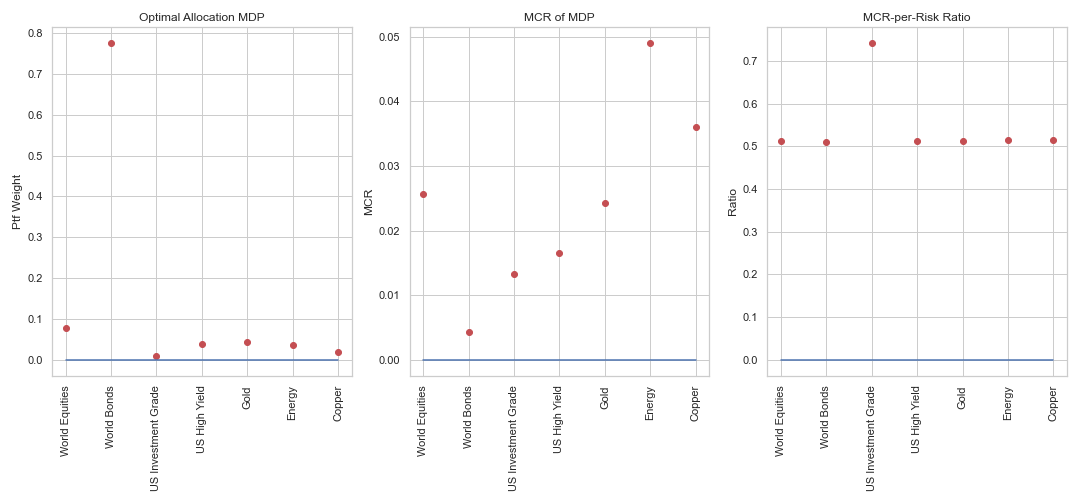 Optimal Allocation MDP
Ptf Weight
0.8
0.7
0.6
0.5
0.4
0.3
0.2
0.1
0.0
World Equities
World Bonds
US Investment Grade
US High Yield
Gold
Energy
Copper
MCR of MDP
MCR
0.05
0.04
0.03
0.02
0.01
0.00
World Equities
World Bonds
US Investment Grade
US High Yield
Gold
Energy
Copper
MCR-per-Risk Ratio
Ratio
0.7
0.6
0.5
0.4
0.3
0.2
0.1
0.0
World Equities
World Bonds
US Investment Grade
US High Yield
Gold
Energy
Copper